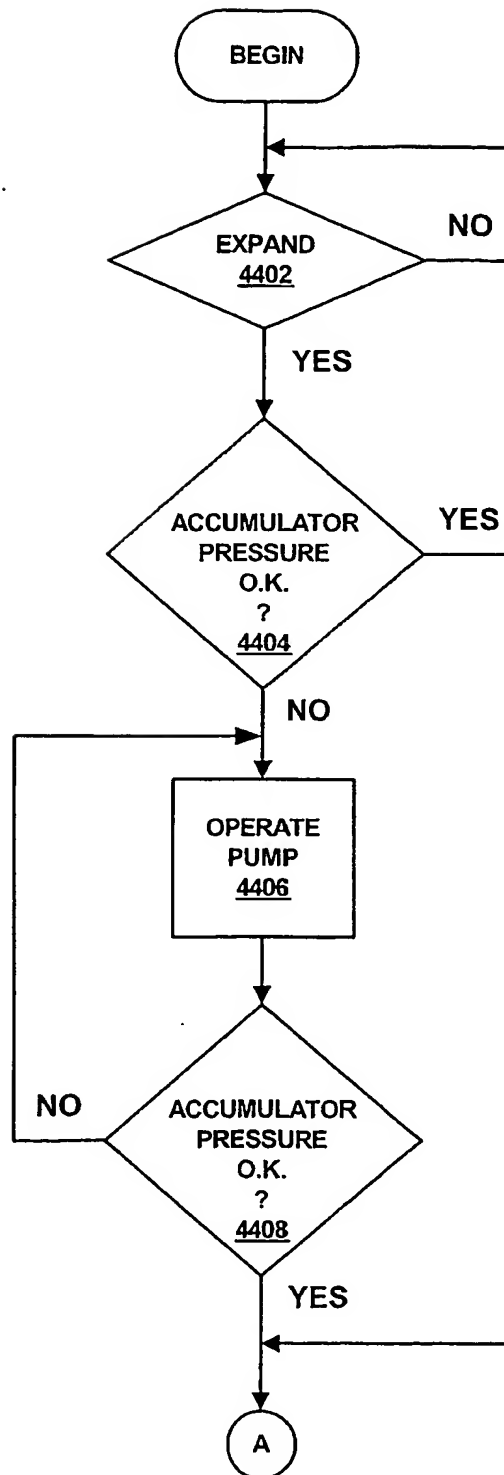 BEGIN
EXPAND
4402
NO
YES
ACCUMULATOR
PRESSURE
O.K.
?
4404
YES
NO
OPERATE
PUMP
4406
ACCUMULATOR
PRESSURE
O.K.
?
4408
NO
YES
A